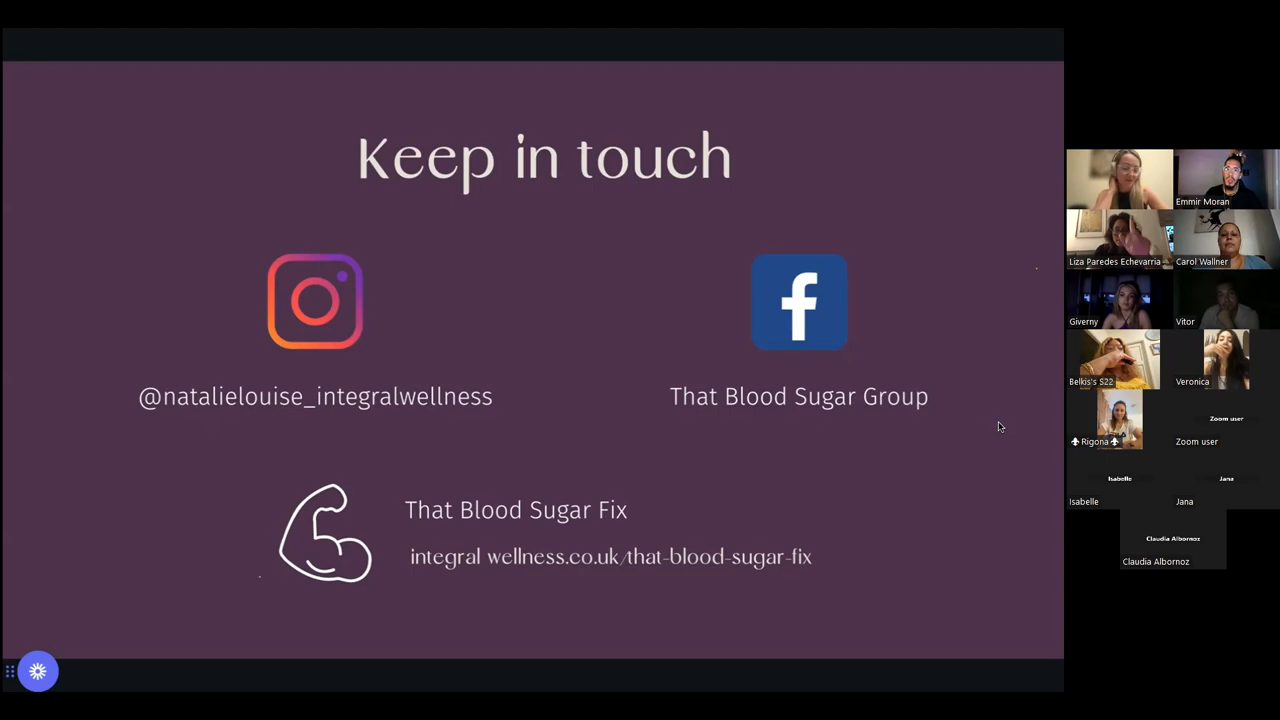 Keep in touch
@natalielouise_integralwellness
That Blood Sugar Group
That Blood Sugar Fix
integral wellness.co.uk/that-blood-sugar-fix
Emmir Moran
Liza Paredes Echevarria
Carol Wallner
Giverny
Vitor
Belkis's S22
Veronica
Rigona
Zoom user
Zoom user
Isabelle
Isabelle
Jana
Jana
Claudia Albornoz
Claudia Albornoz